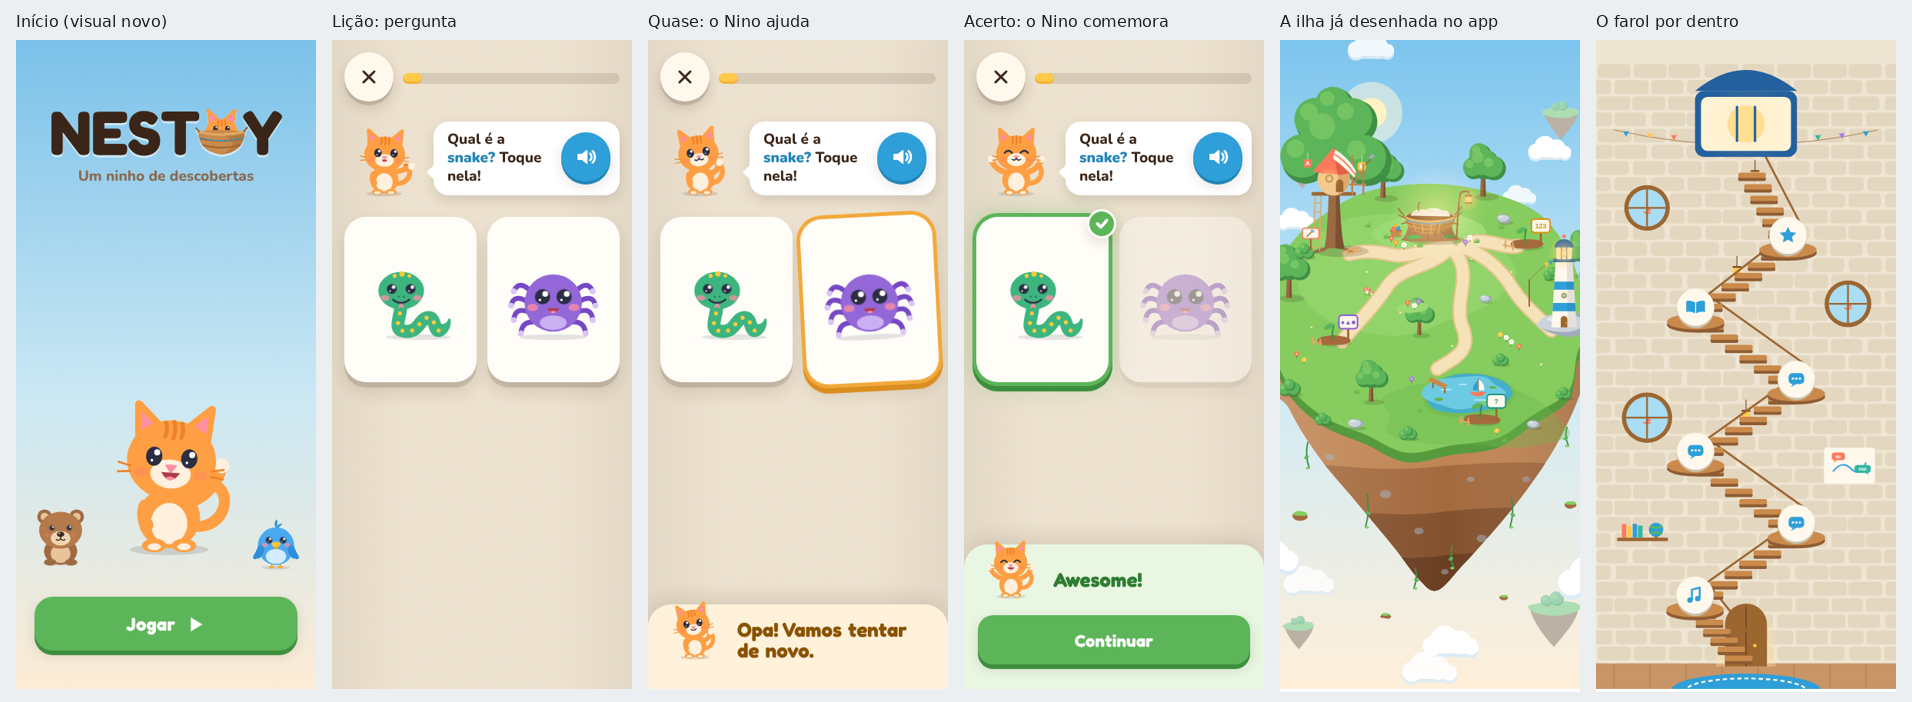 Início (visual novo)
NESTOY
Um ninho de descobertas
Jogar
Lição: pergunta
Qual é a
snake? Toque
nela!
Quase: o Nino ajuda
Qual é a
snake? Toque
nela!
Opa! Vamos tentar
de novo.
Acerto: o Nino comemora
Qual é a
snake? Toque
nela!
Awesome!
Continuar
A ilha já desenhada no app
A
123
?
O farol por dentro